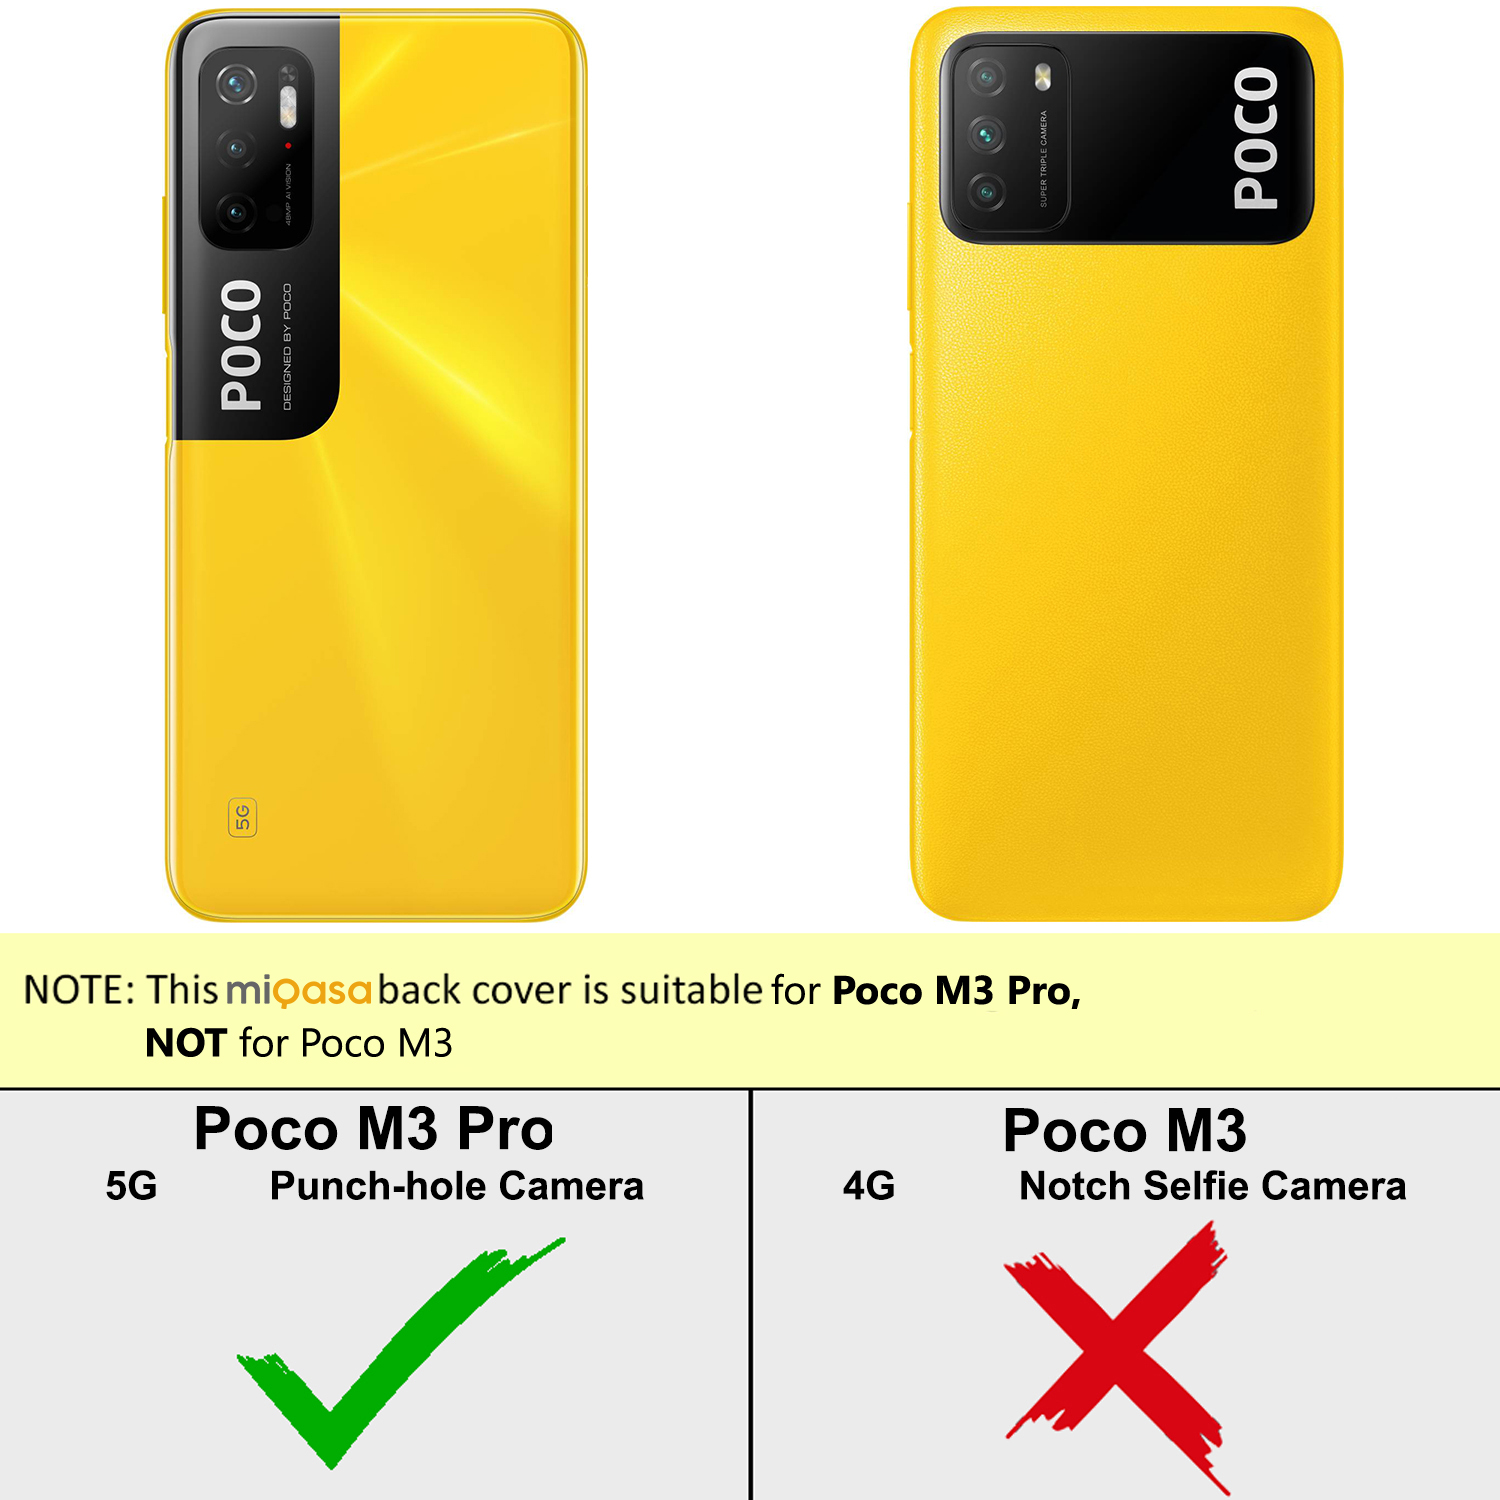 48MP AI VISION
POCO
DESIGNED BY POCO
5G
SUPER TRIPLE CAMERA
POCO
NOTE: This miqasa back cover is suitable for Poco M3 Pro,
NOT for Poco M3
Poco M3 Pro
5G Punch-hole Camera
Poco M3
4G Notch Selfie Camera